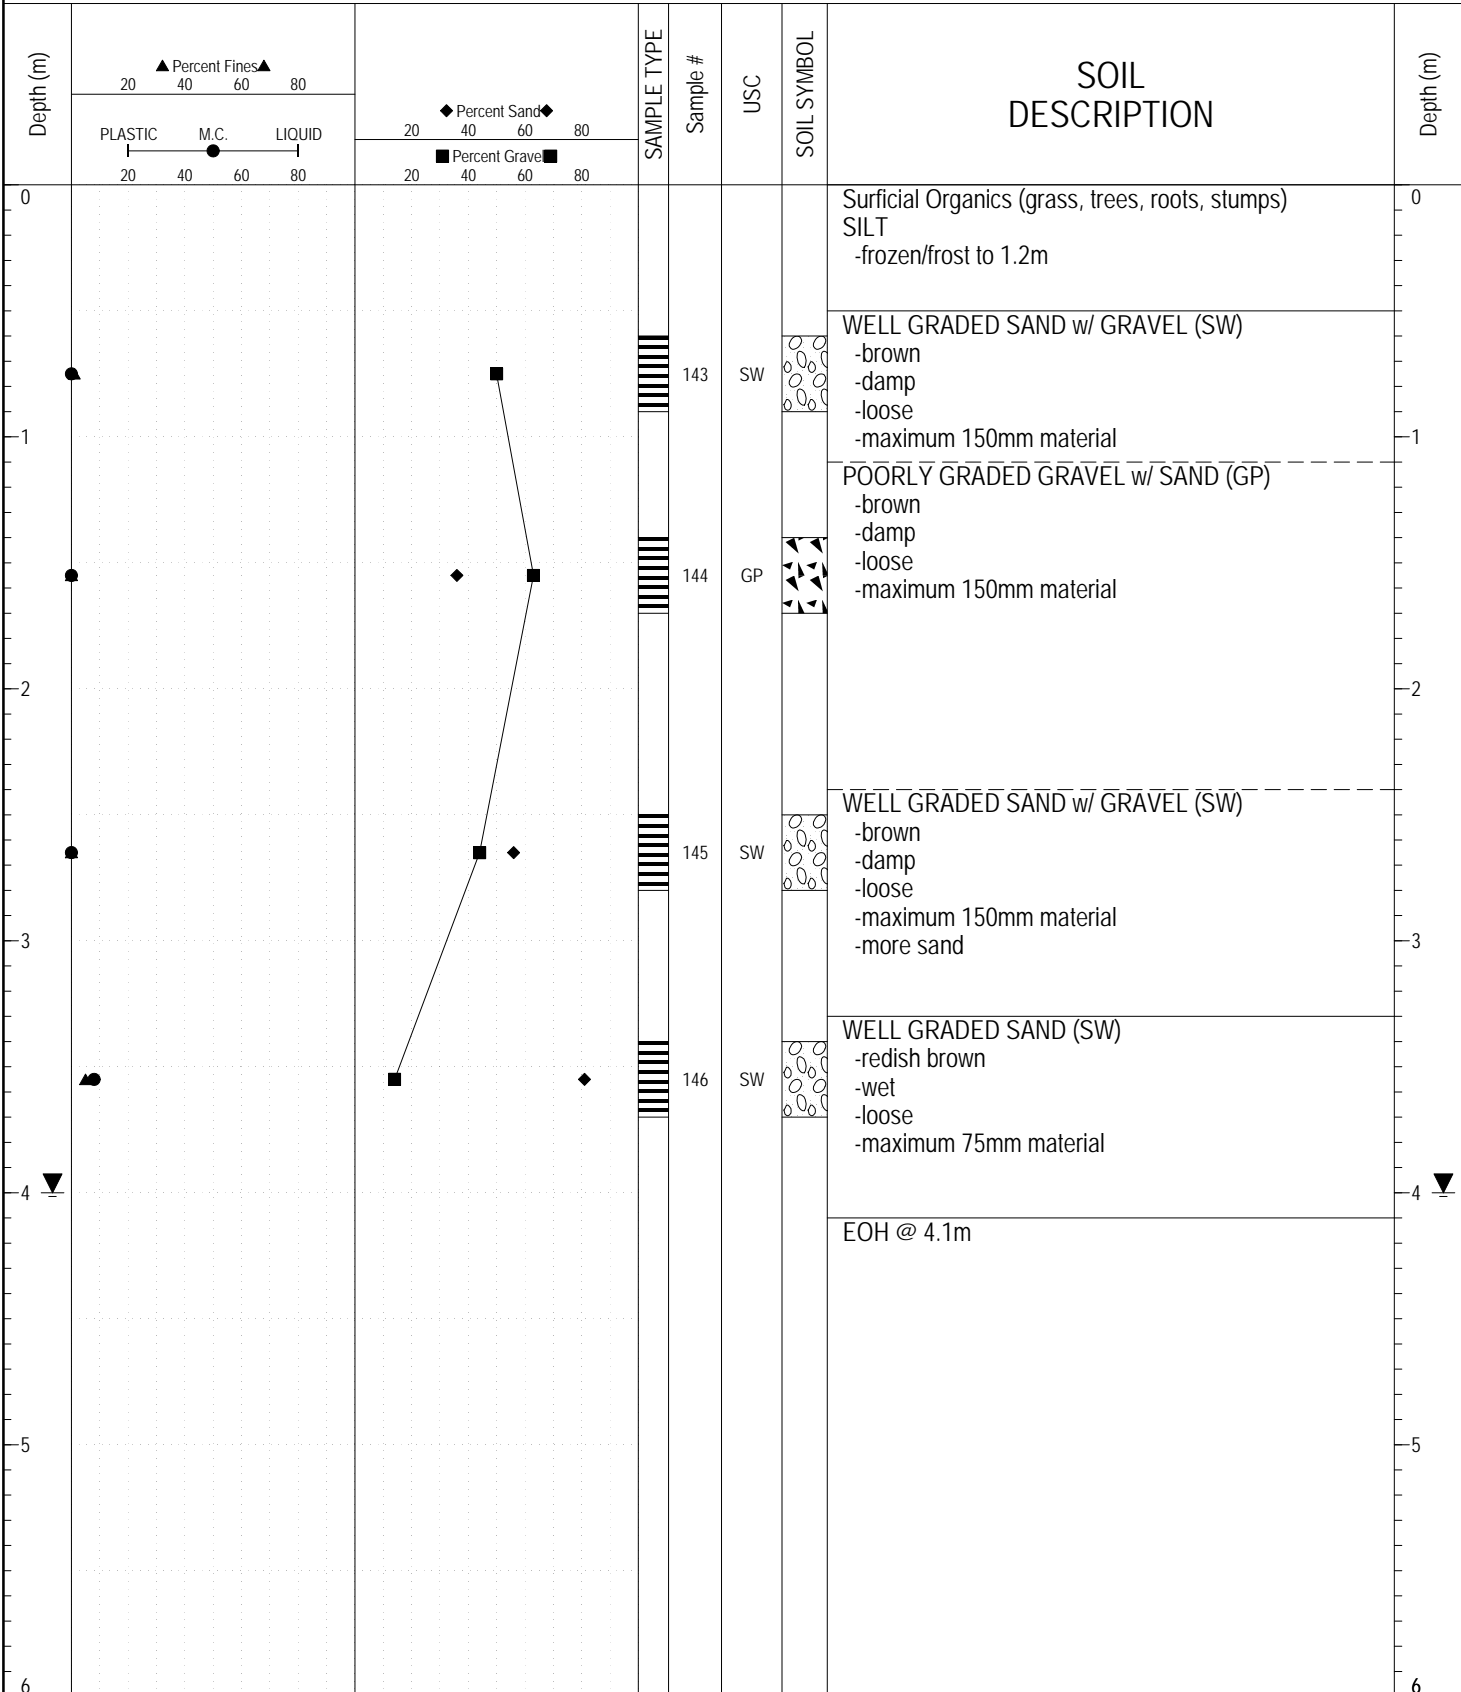 Depth (m)
Percent Fines
20 40 60 80
PLASTIC M.C. LIQUID
20 40 60 80
Percent Sand
20 40 60 80
Percent Gravel
20 40 60 80
SAMPLE TYPE
Sample #
USC
SOIL SYMBOL
SOIL
DESCRIPTION
Depth (m)
0
Surficial Organics (grass, trees, roots, stumps)
0
SILT
-frozen/frost to 1.2m
WELL GRADED SAND w/ GRAVEL (SW)
-brown
143 SW
-damp
-loose
1
-maximum 150mm material
1
POORLY GRADED GRAVEL w/ SAND (GP)
-brown
-damp
-loose
144 GP
-maximum 150mm material
2
2
WELL GRADED SAND w/ GRAVEL (SW)
-brown
145 SW
-damp
-loose
-maximum 150mm material
3
-more sand
3
WELL GRADED SAND (SW)
-redish brown
146 SW
-wet
-loose
-maximum 75mm material
4
4
EOH @ 4.1m
5
5
6
6